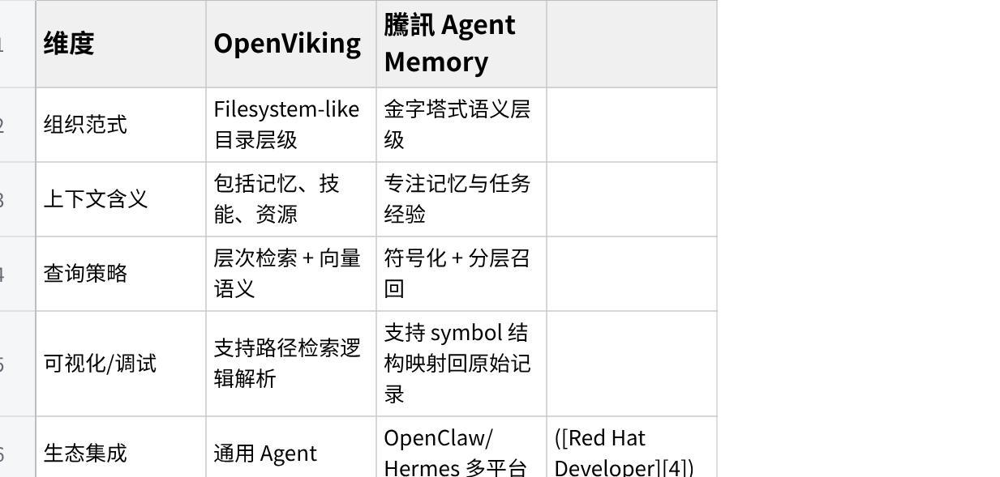 1 维度 OpenViking 騰訊 Agent
Memory
2 组织范式 Filesystem-like
目录层级 金字塔式语义层
级
3 上下文含义 包括记忆、技
能、资源 专注记忆与任务
经验
4 查询策略 层次检索 + 向量
语义 符号化 + 分层召
回
5 可视化/调试 支持路径检索逻
辑解析 支持 symbol 结
构映射回原始记
录
6 生态集成 通用 Agent OpenClaw/
Hermes 多平台 ([Red Hat
Developer][4])